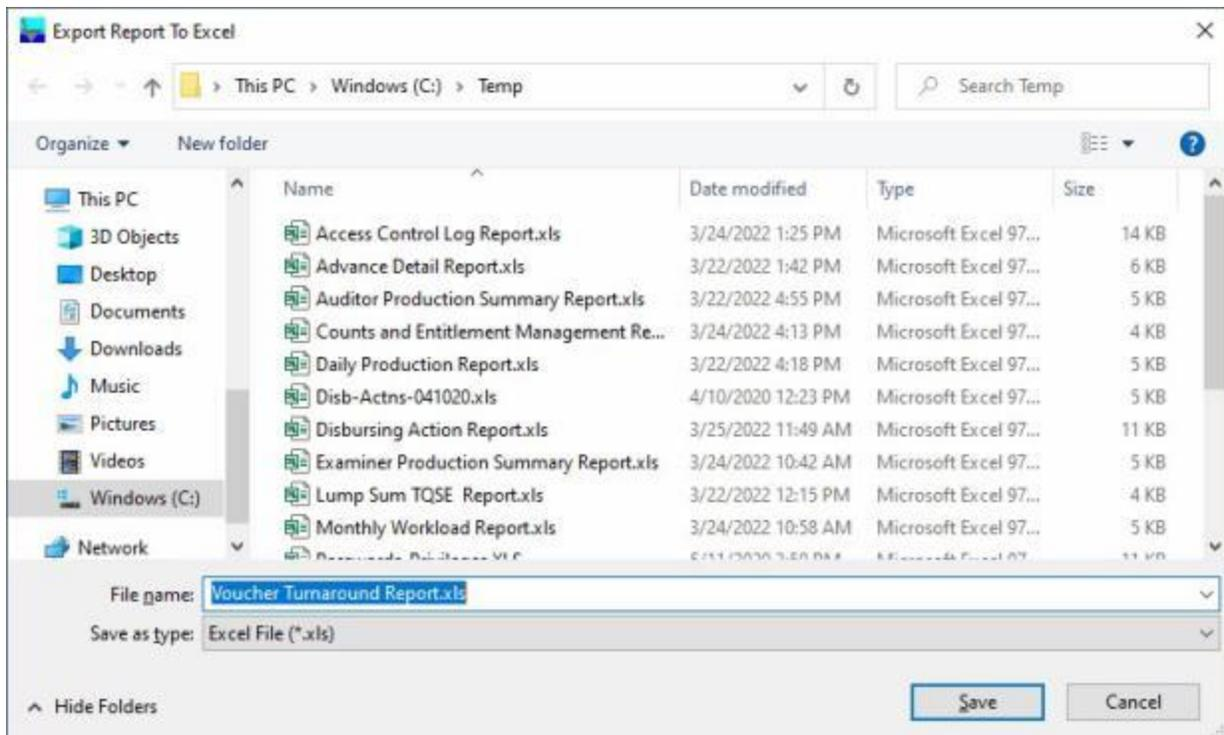 Export Report To Excel
This PC > Windows (C:) > Temp
Search Temp
Organize
New folder
Name Date modified Type Size
This PC
3D Objects
Desktop
Documents
Downloads
Music
Pictures
Videos
Windows (C:)
Network
Access Control Log Report.xls 3/24/2022 1:25 PM Microsoft Excel 97... 14 KB
Advance Detail Report.xls 3/22/2022 1:42 PM Microsoft Excel 97... 6 KB
Auditor Production Summary Report.xls 3/22/2022 4:55 PM Microsoft Excel 97... 5 KB
Counts and Entitlement Management Re... 3/24/2022 4:13 PM Microsoft Excel 97... 4 KB
Daily Production Report.xls 3/22/2022 4:18 PM Microsoft Excel 97... 5 KB
Disb-Actns-041020.xls 4/10/2020 12:23 PM Microsoft Excel 97... 5 KB
Disbursing Action Report.xls 3/25/2022 11:49 AM Microsoft Excel 97... 11 KB
Examiner Production Summary Report.xls 3/24/2022 10:42 AM Microsoft Excel 97... 5 KB
Lump Sum TQSE  Report.xls 3/22/2022 12:15 PM Microsoft Excel 97... 4 KB
Monthly Workload Report.xls 3/24/2022 10:58 AM Microsoft Excel 97... 5 KB
File name: Voucher Turnaround Report.xls
Save as type: Excel File (*.xls)
Hide Folders
Save
Cancel